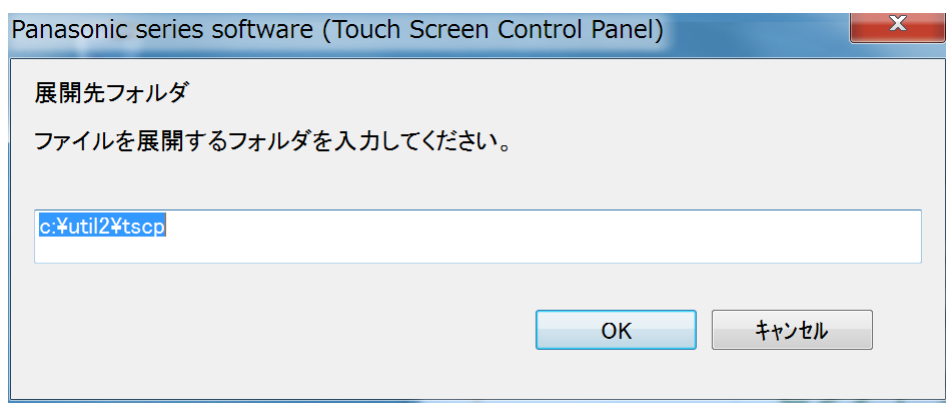 Panasonic series software (Touch Screen Control Panel)
X
展開先フォルダ
ファイルを展開するフォルダを入力してください。
c:¥util2¥tscp
OK
キャンセル